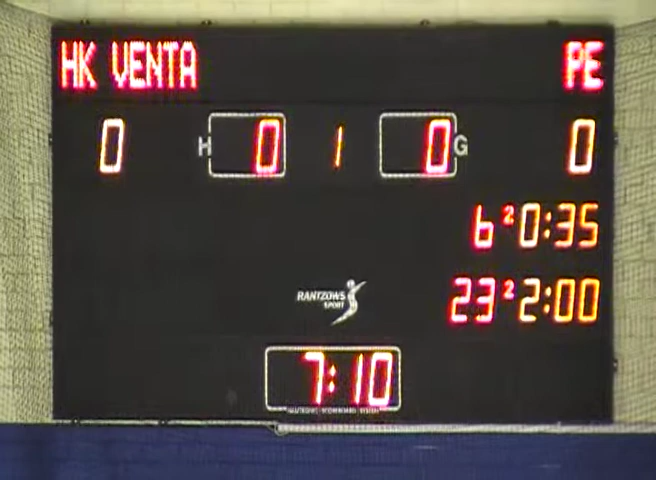 HK VENTA PE
0 H 0 1 0 G 0
6 2 0:35
RANTZOWS
SPORT
23 2 2:00
7:10